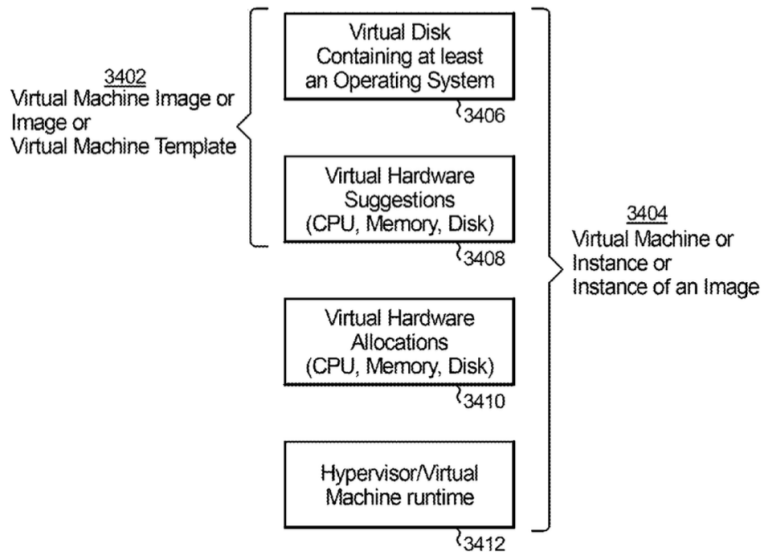 Virtual Disk
Containing at least
an Operating System
3406
3402
Virtual Machine Image or
Image or
Virtual Machine Template
Virtual Hardware
Suggestions
(CPU, Memory, Disk)
3408
3404
Virtual Machine or
Instance or
Instance of an Image
Virtual Hardware
Allocations
(CPU, Memory, Disk)
3410
Hypervisor/Virtual
Machine runtime
3412